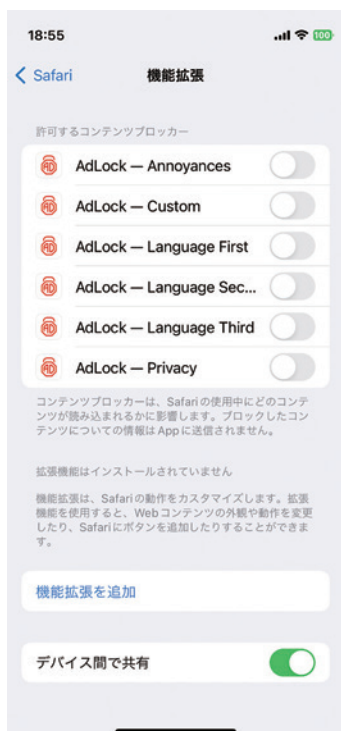 18:55
100
Safari
機能拡張
許可するコンテンツブロッカー
AdLock — Annoyances
AdLock — Custom
AdLock — Language First
AdLock — Language Sec...
AdLock — Language Third
AdLock — Privacy
コンテンツブロッカーは、Safariの使用中にどのコンテ
ンツが読み込まれるかに影響します。ブロックしたコン
テンツについての情報はAppに送信されません。
拡張機能はインストールされていません
機能拡張は、Safariの動作をカスタマイズします。拡張
機能を使用すると、Webコンテンツの外観や動作を変更
したり、Safariにボタンを追加したりすることができま
す。
機能拡張を追加
デバイス間で共有